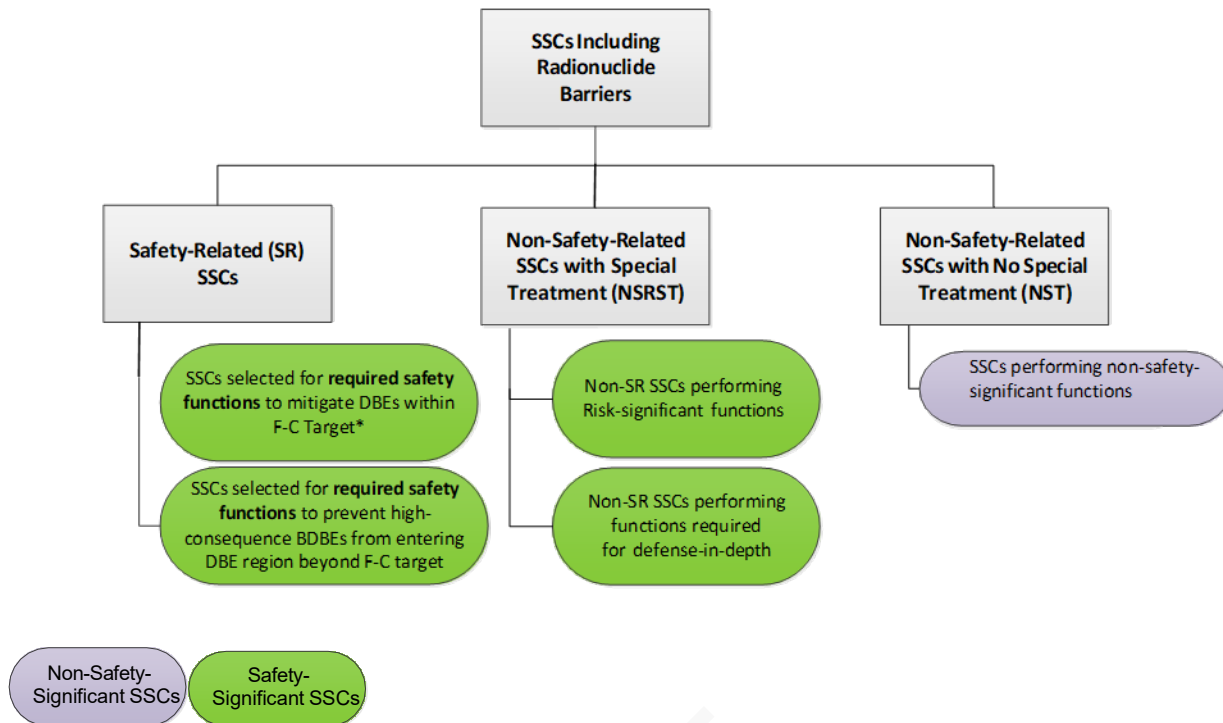 SSCs Including
Radionuclide
Barriers
Safety-Related (SR)
SSCs
Non-Safety-Related
SSCs with Special
Treatment (NSRST)
Non-Safety-Related
SSCs with No Special
Treatment (NST)
SSCs selected for required safety
functions to mitigate DBEs within
F-C Target*
SSCs selected for required safety
functions to prevent high-
consequence BDBEs from entering
DBE region beyond F-C target
Non-SR SSCs performing
Risk-significant functions
Non-SR SSCs performing
functions required
for defense-in-depth
SSCs performing non-safety-
significant functions
Non-Safety-
Significant SSCs
Safety-
Significant SSCs